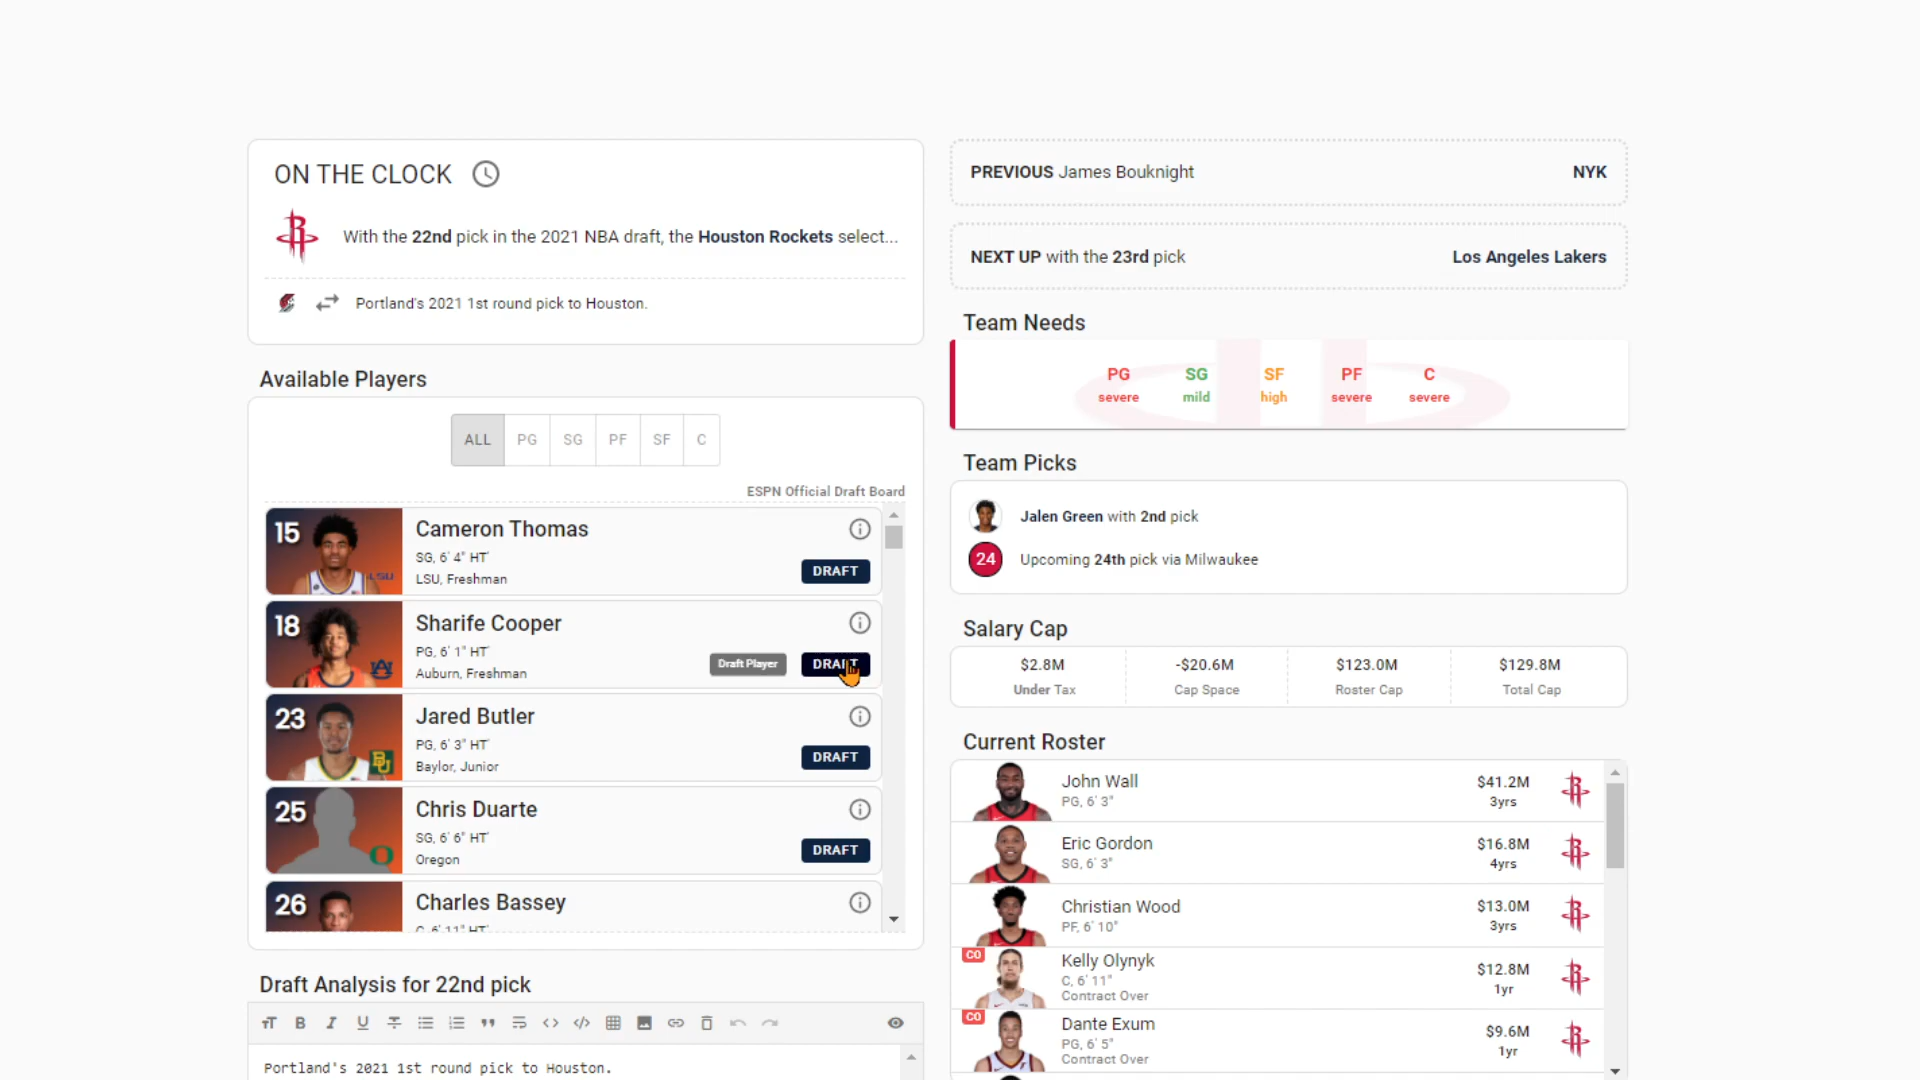 ON THE CLOCK
With the 22nd pick in the 2021 NBA draft, the Houston Rockets select...
Portland's 2021 1st round pick to Houston.
Available Players
ALL PG SG PF SF C
ESPN Official Draft Board
15
Cameron Thomas
SG, 6' 4" HT'
LSU, Freshman
LSU
DRAFT
18
Sharife Cooper
PG, 6' 1" HT'
Auburn, Freshman
Draft Player
DRAFT
23
Jared Butler
PG, 6' 3" HT'
Baylor, Junior
DRAFT
25
Chris Duarte
SG, 6' 6" HT'
Oregon
DRAFT
26
Charles Bassey
C, 6' 11" HT'
Draft Analysis for 22nd pick
Portland's 2021 1st round pick to Houston.
PREVIOUS James Bouknight NYK
NEXT UP with the 23rd pick Los Angeles Lakers
Team Needs
PG SG SF PF C
severe mild high severe severe
Team Picks
Jalen Green with 2nd pick
24 Upcoming 24th pick via Milwaukee
Salary Cap
$2.8M -$20.6M $123.0M $129.8M
Under Tax Cap Space Roster Cap Total Cap
Current Roster
John Wall
PG, 6' 3"
$41.2M
3yrs
Eric Gordon
SG, 6' 3"
$16.8M
4yrs
Christian Wood
PF, 6' 10"
$13.0M
3yrs
CO
Kelly Olynyk
C, 6' 11"
Contract Over
$12.8M
1yr
CO
Dante Exum
PG, 6' 5"
Contract Over
$9.6M
1yr